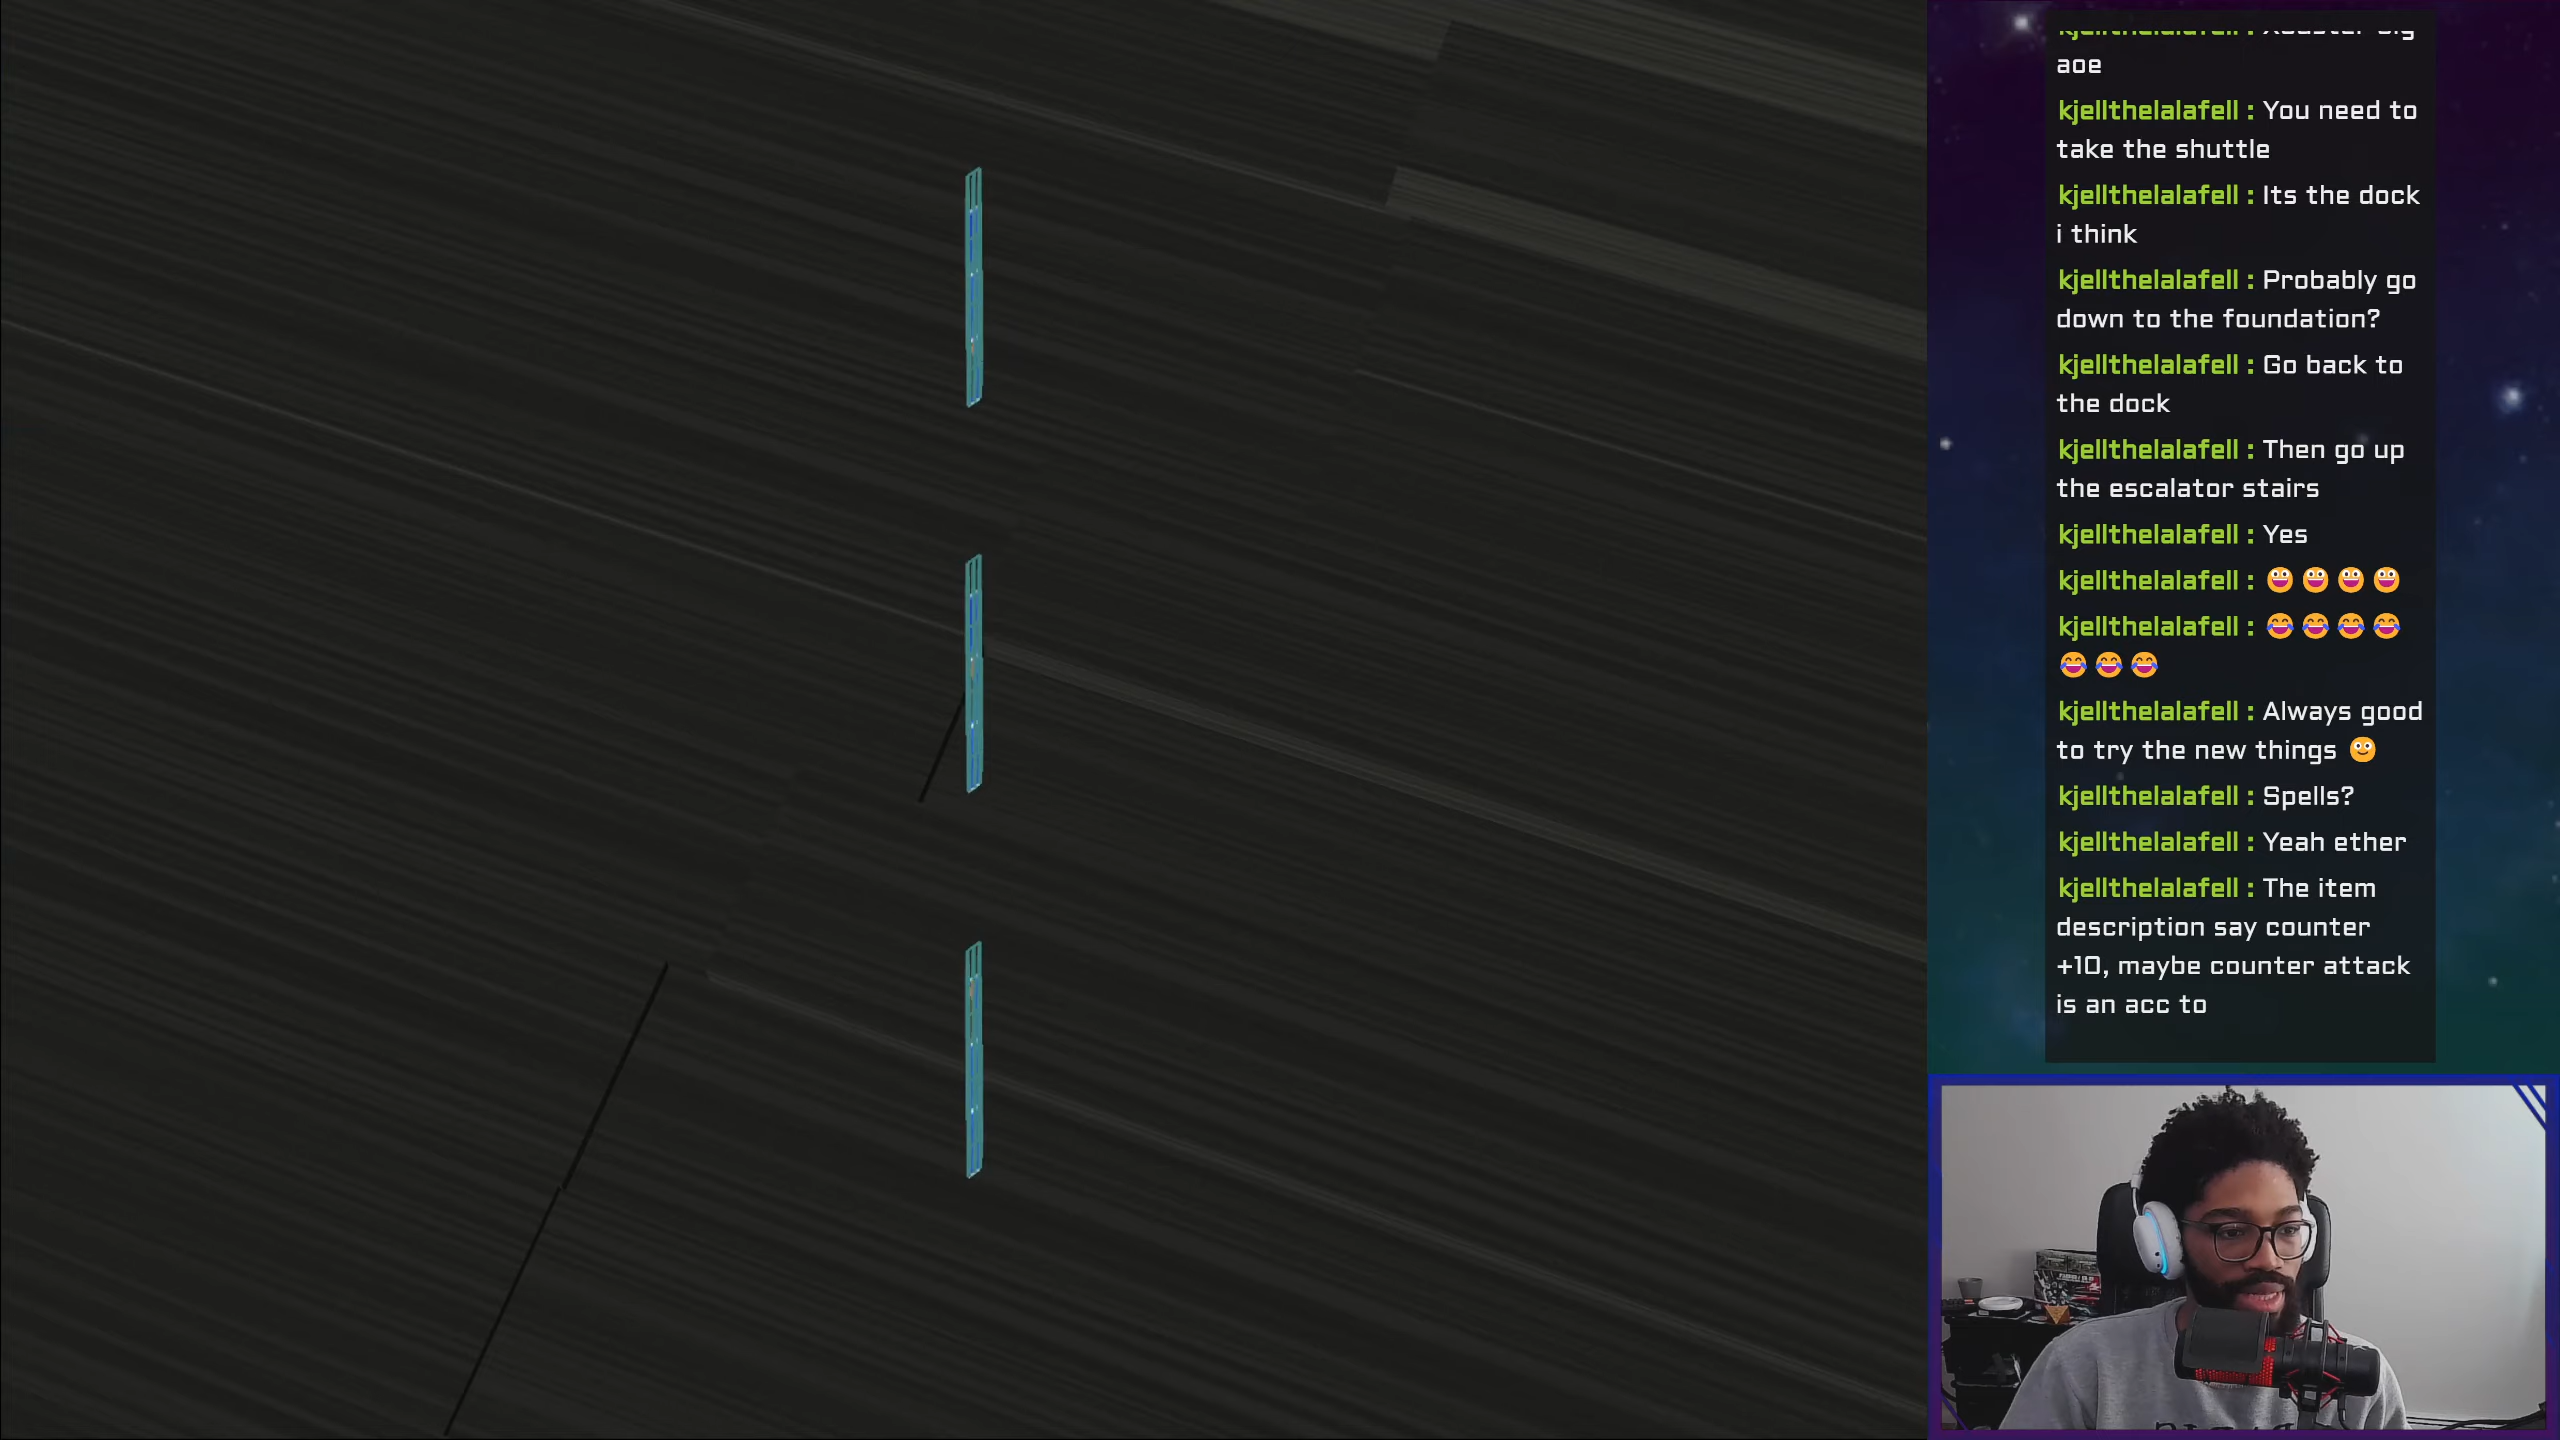 aoe
kjellthelalafell : You need to
take the shuttle
kjellthelalafell : Its the dock
i think
kjellthelalafell : Probably go
down to the foundation?
kjellthelalafell : Go back to
the dock
kjellthelalafell : Then go up
the escalator stairs
kjellthelalafell : Yes
kjellthelalafell : 😀 😀 😀 😀
kjellthelalafell : 😂 😂 😂 😂
😂 😂 😂
kjellthelalafell : Always good
to try the new things 🙂
kjellthelalafell : Spells?
kjellthelalafell : Yeah ether
kjellthelalafell : The item
description say counter
+10, maybe counter attack
is an acc to